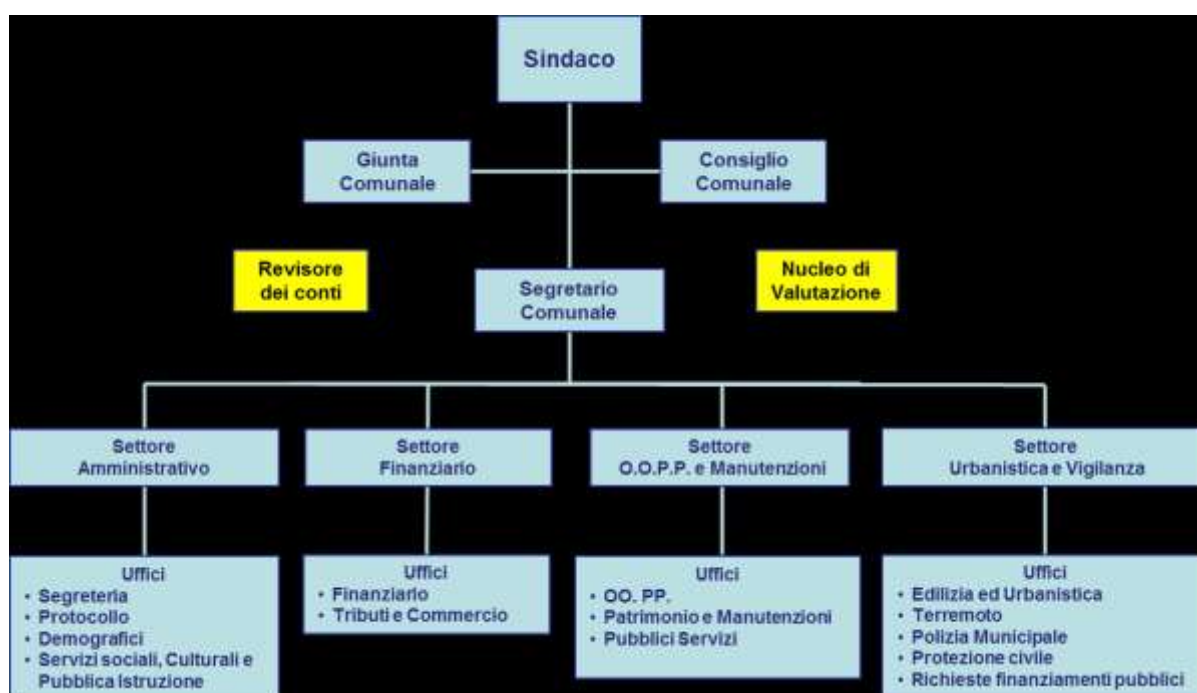 Sindaco
Giunta
Comunale
Consiglio
Comunale
Revisore
dei conti
Segretario
Comunale
Nucleo di
Valutazione
Settore
Amministrativo
Settore
Finanziario
Settore
O.O.P.P. e Manutenzioni
Settore
Urbanistica e Vigilanza
Uffici
• Segreteria
• Protocollo
• Demografici
• Servizi sociali, Culturali e
Pubblica Istruzione
Uffici
• Finanziario
• Tributi e Commercio
Uffici
• OO. PP.
• Patrimonio e Manutenzioni
• Pubblici Servizi
Uffici
• Edilizia ed Urbanistica
• Terremoto
• Polizia Municipale
• Protezione civile
• Richieste finanziamenti pubblici